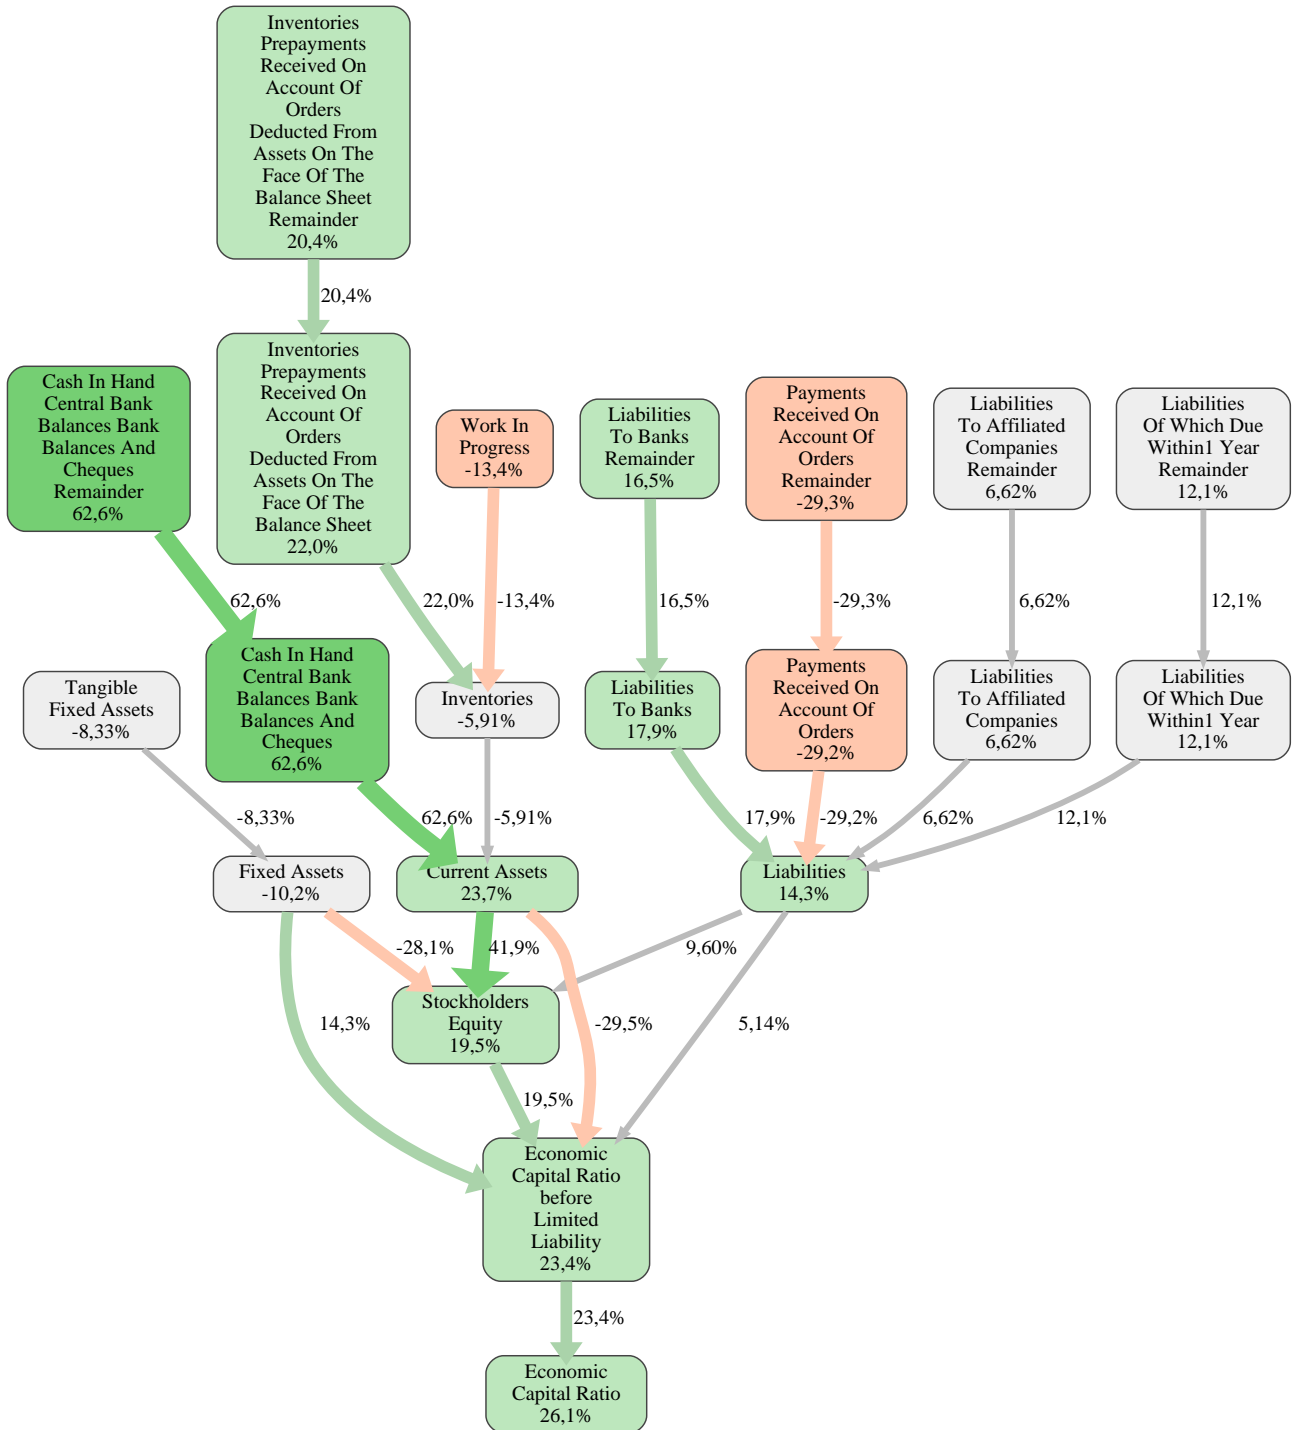 Inventories
Prepayments
Received On
Account Of
Orders
Deducted From
Assets On The
Face Of The
Balance Sheet
Remainder
20,4%
20,4%
Cash In Hand
Central Bank
Balances Bank
Balances And
Cheques
Remainder
62,6%
Inventories
Prepayments
Received On
Account Of
Orders
Deducted From
Assets On The
Face Of The
Balance Sheet
22,0%
Work In
Progress
-13,4%
Liabilities
To Banks
Remainder
16,5%
Payments
Received On
Account Of
Orders
Remainder
-29,3%
Liabilities
To Affiliated
Companies
Remainder
6,62%
Liabilities
Of Which Due
Within1 Year
Remainder
12,1%
62,6%
22,0%
-13,4%
16,5%
-29,3%
6,62%
12,1%
Tangible
Fixed Assets
-8,33%
Cash In Hand
Central Bank
Balances Bank
Balances And
Cheques
62,6%
Inventories
-5,91%
Liabilities
To Banks
17,9%
Payments
Received On
Account Of
Orders
-29,2%
Liabilities
To Affiliated
Companies
6,62%
Liabilities
Of Which Due
Within1 Year
12,1%
-8,33%
62,6%
-5,91%
17,9%
-29,2%
6,62%
12,1%
Fixed Assets
-10,2%
Current Assets
23,7%
Liabilities
14,3%
-28,1%
41,9%
9,60%
Stockholders
Equity
19,5%
14,3%
-29,5%
5,14%
19,5%
Economic
Capital Ratio
before
Limited
Liability
23,4%
23,4%
Economic
Capital Ratio
26,1%